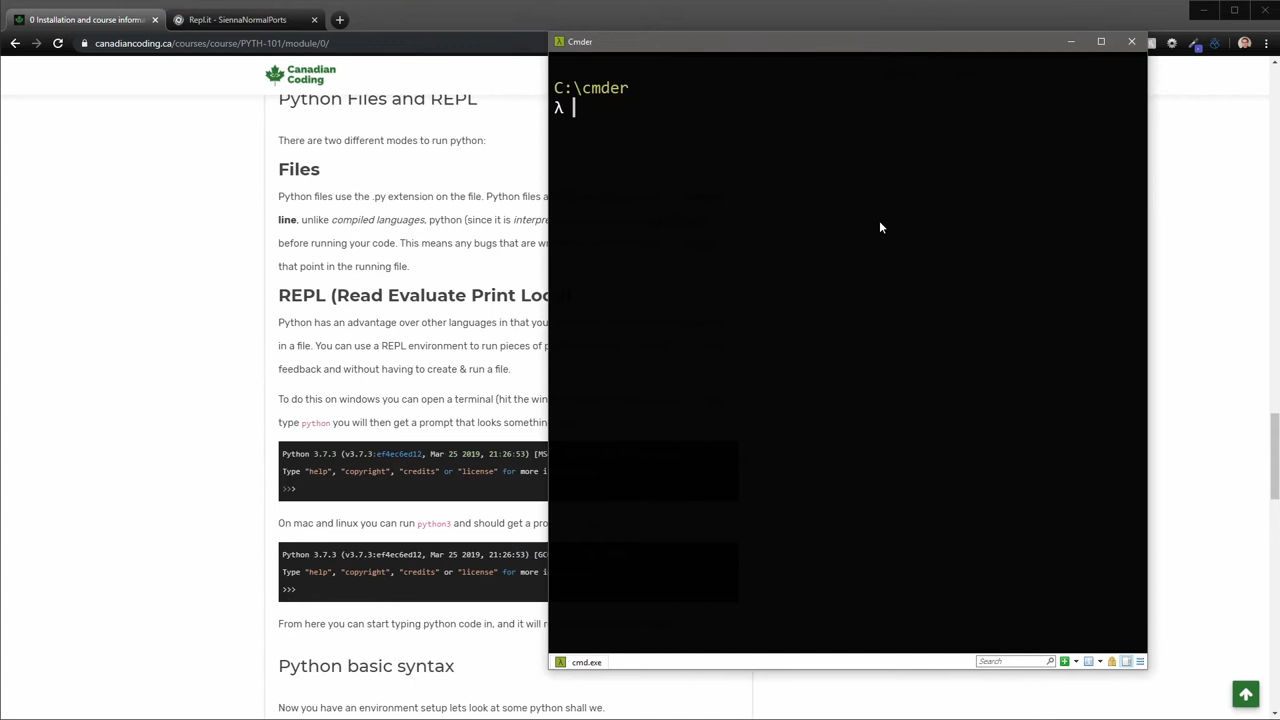 0 Installation and course informa
Repl.it - SiennaNormalPorts
canadiancoding.ca/courses/course/PYTH-101/module/0/
Canadian
Coding
Python Files and REPL
There are two different modes to run python:
Files
Python files use the .py extension on the file. Python files a
line, unlike compiled languages, python (since it is interpre
before running your code. This means any bugs that are wr
that point in the running file.
REPL (Read Evaluate Print Loop)
Python has an advantage over other languages in that you
in a file. You can use a REPL environment to run pieces of p
feedback and without having to create & run a file.
To do this on windows you can open a terminal (hit the win
type python you will then get a prompt that looks something
Python 3.7.3 (v3.7.3:ef4ec6ed12, Mar 25 2019, 21:26:53) [MS
Type "help", "copyright", "credits" or "license" for more i
>>>
On mac and linux you can run python3 and should get a pro
Python 3.7.3 (v3.7.3:ef4ec6ed12, Mar 25 2019, 21:26:53) [GC
Type "help", "copyright", "credits" or "license" for more i
>>>
From here you can start typing python code in, and it will r
Python basic syntax
Now you have an environment setup lets look at some python shall we.
Cmder
C:\cmder
λ
cmd.exe
Search